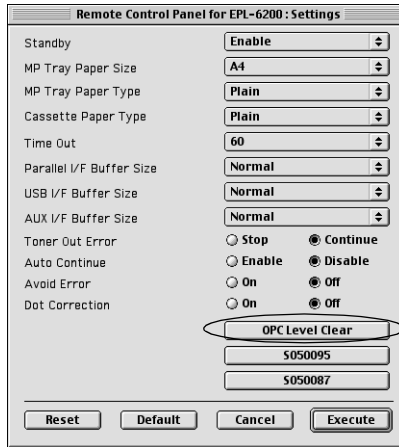 Remote Control Panel for EPL-6200 : Settings
Standby Enable
MP Tray Paper Size A4
MP Tray Paper Type Plain
Cassette Paper Type Plain
Time Out 60
Parallel I/F Buffer Size Normal
USB I/F Buffer Size Normal
AUX I/F Buffer Size Normal
Toner Out Error Stop Continue
Auto Continue Enable Disable
Avoid Error On Off
Dot Correction On Off
OPC Level Clear
S050095
S050087
Reset Default Cancel Execute